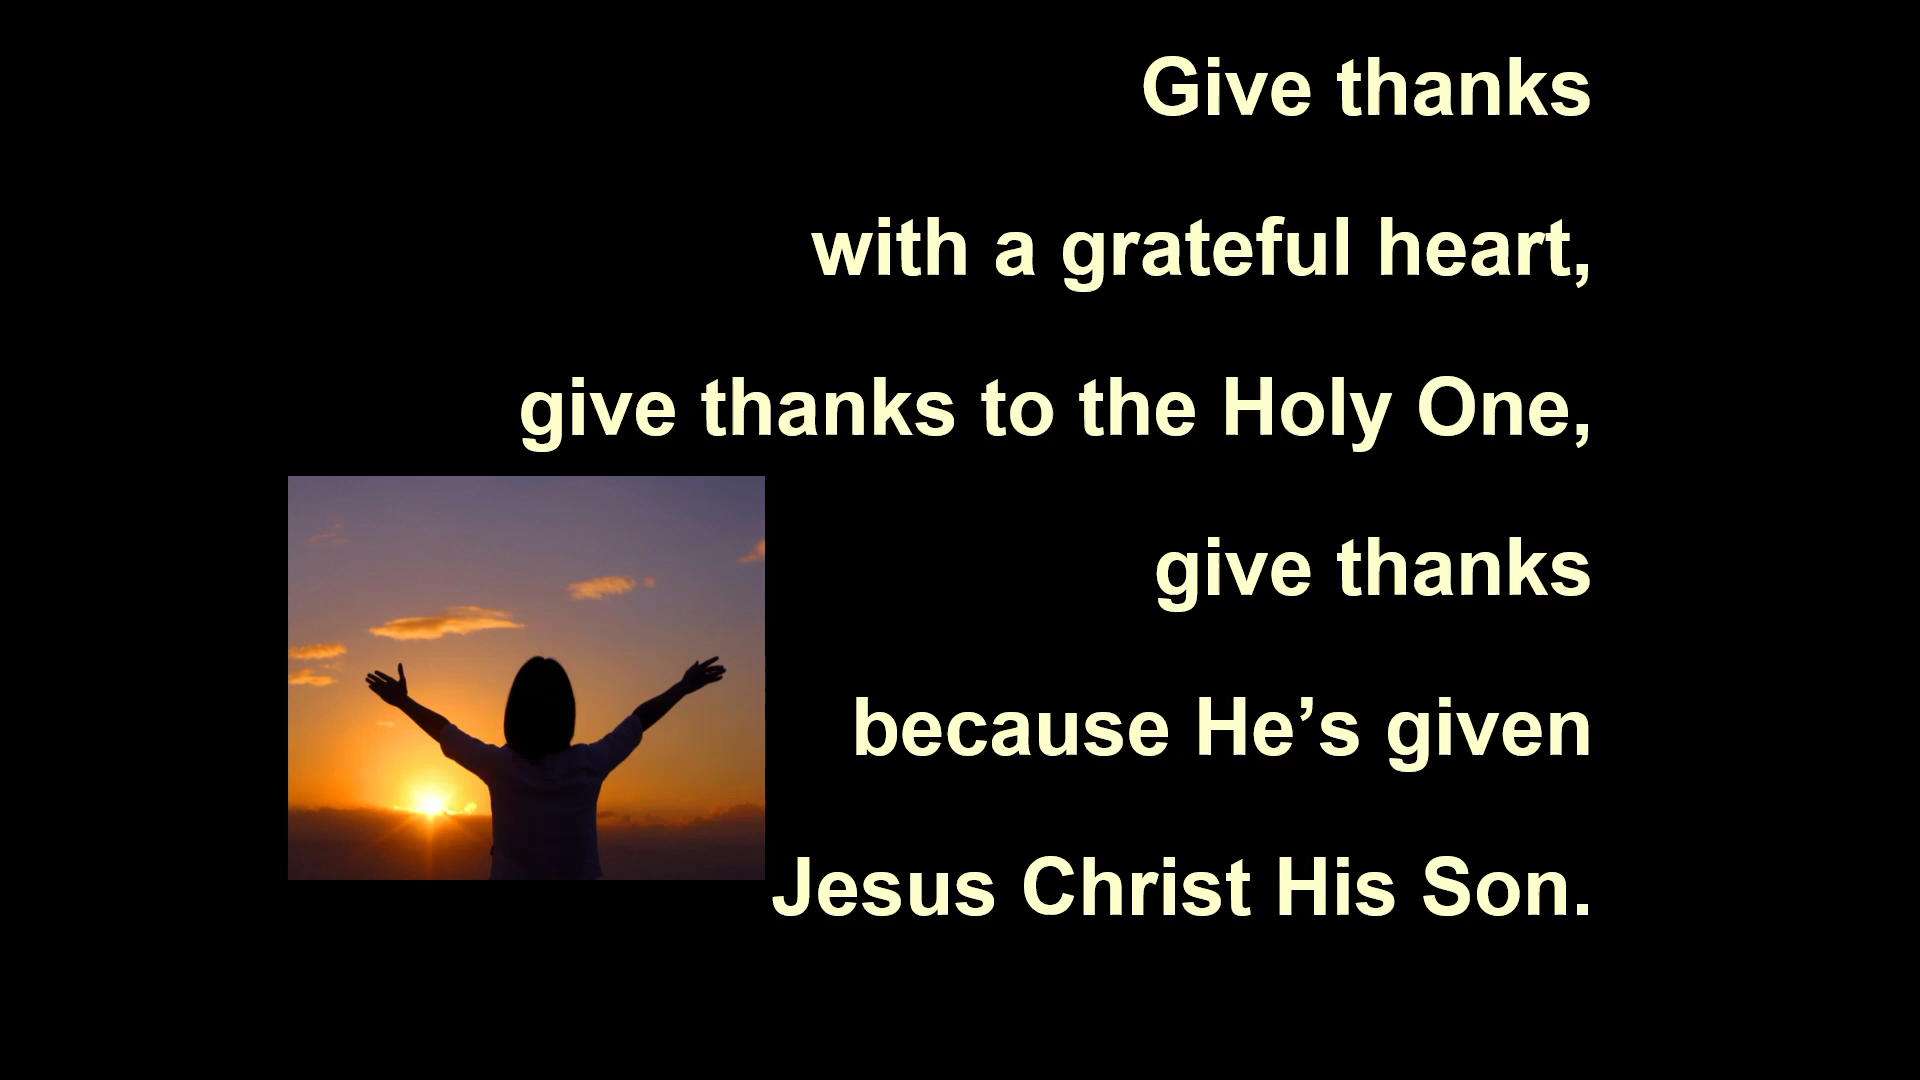 Give thanks
with a grateful heart,
give thanks to the Holy One,
give thanks
because He’s given
Jesus Christ His Son.